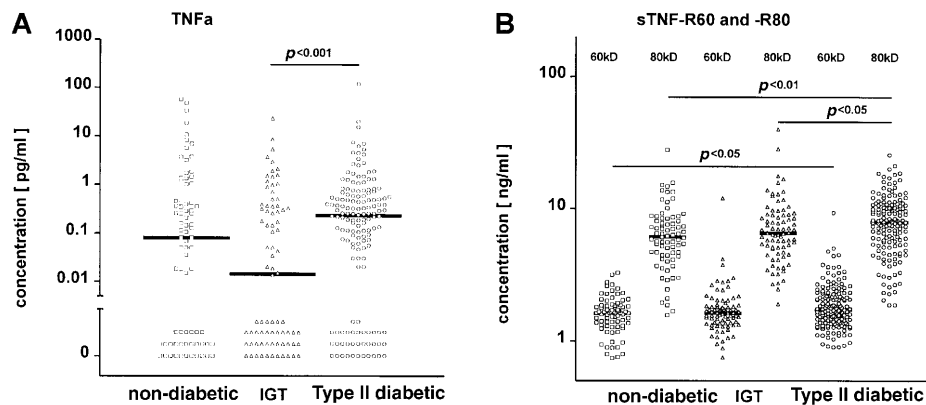 A
TNFa
1000
100
10
1
0.1
0.01
0
concentration [ pg/ml ]
p<0.001
non-diabetic IGT Type II diabetic
B
sTNF-R60 and -R80
60kD 80kD 60kD 80kD 60kD 80kD
100
10
1
concentration [ ng/ml ]
p<0.01
p<0.05
p<0.05
non-diabetic IGT Type II diabetic